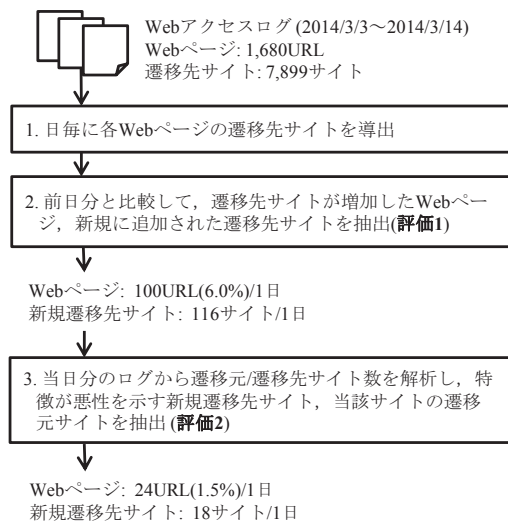 Webアクセスログ (2014/3/3～2014/3/14)
Webページ: 1,680URL
遷移先サイト: 7,899サイト
1. 日毎に各Webページの遷移先サイトを導出
2. 前日分と比較して，遷移先サイトが増加したWebペー
ジ，新規に追加された遷移先サイトを抽出(評価1)
Webページ: 100URL(6.0%)/1日
新規遷移先サイト: 116サイト/1日
3. 当日分のログから遷移元/遷移先サイト数を解析し，特
徴が悪性を示す新規遷移先サイト，当該サイトの遷移
元サイトを抽出 (評価2)
Webページ: 24URL(1.5%)/1日
新規遷移先サイト: 18サイト/1日